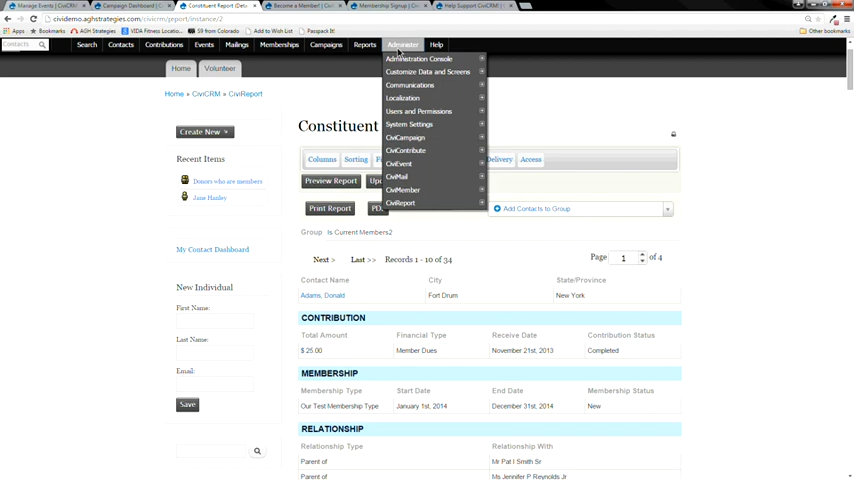 Manage Events | CiviCRM
Campaign Dashboard | Civ
Constituent Report (Deta
Become a Member! | Civi
Membership Signup | Civi
Help Support CiviCRM! |
cividemo.aghstrategies.com/civicrm/report/instance/2
Apps
Bookmarks
AGH Strategies
VIDA Fitness Locatio...
S9 from Colorado
Add to Wish List
Passpack It!
Other bookmarks
Contacts
Search
Contacts
Contributions
Events
Mailings
Memberships
Campaigns
Reports
Administer
Help
Home
Volunteer
Administration Console
Customize Data and Screens
Communications
Localization
Users and Permissions
System Settings
CiviCampaign
CiviContribute
CiviEvent
CiviMail
CiviMember
CiviReport
Home » CiviCRM » CiviReport
Create New »
Recent Items
Donors who are members
Jane Hanley
My Contact Dashboard
New Individual
First Name:
Last Name:
Email:
Save
Constituent
Columns
Sorting
Fi
Delivery
Access
Preview Report
Upd
Print Report
PD
Add Contacts to Group
Group Is Current Members2
Next > Last >> Records 1 - 10 of 34
Page 1 of 4
Contact Name City State/Province
Adams, Donald Fort Drum New York
CONTRIBUTION
Total Amount Financial Type Receive Date Contribution Status
$ 25.00 Member Dues November 21st, 2013 Completed
MEMBERSHIP
Membership Type Start Date End Date Membership Status
Our Test Membership Type January 1st, 2014 December 31st, 2014 New
RELATIONSHIP
Relationship Type Relationship With
Parent of Mr Pat I Smith Sr
Parent of Ms Jennifer P Reynolds Jr